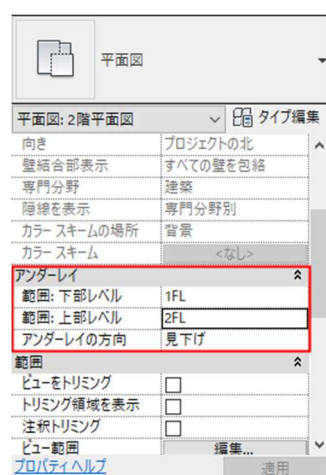 平面図
平面図: 2階平面図 タイプ編集
向き プロジェクトの北
壁結合部表示 すべての壁を包絡
専門分野 建築
隠線を表示 専門分野別
カラー スキームの場所 背景
カラー スキーム <なし>
アンダーレイ
範囲: 下部レベル 1FL
範囲: 上部レベル 2FL
アンダーレイの方向 見下げ
範囲
ビューをトリミング
トリミング領域を表示
注釈トリミング
ビュー範囲 編集...
プロパティ ヘルプ 適用